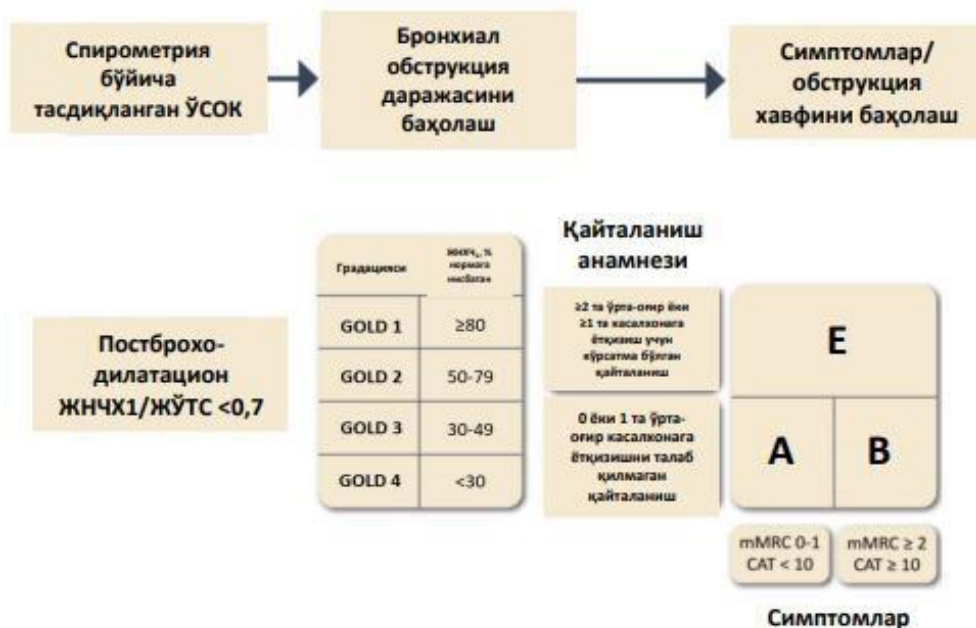 Спирометрия
бўйича
тасдиқланган ЎСОК
Бронхиал
обструкция
даражасини
баҳолаш
Симптомлар/
обструкция
хавфини баҳолаш
Постброхо-
дилатацион
ЖНЧХ1/ЖЎТС <0,7
Градацияси
%
нормага
нисбатан
GOLD 1
≥80
GOLD 2
50-79
GOLD 3
30-49
GOLD 4
<30
Қайталаниш
анамнези
≥2 та ўрта-оғир ёки
≥1 та касалхонага
ётқизиш учун
кўрсатма бўлган
қайталаниш
0 ёки 1 та ўрта-
оғир касалхонага
ётқизишни талаб
қилмаган
қайталаниш
E
A
B
mMRC 0-1
CAT < 10
mMRC ≥ 2
CAT ≥ 10
Симптомлар